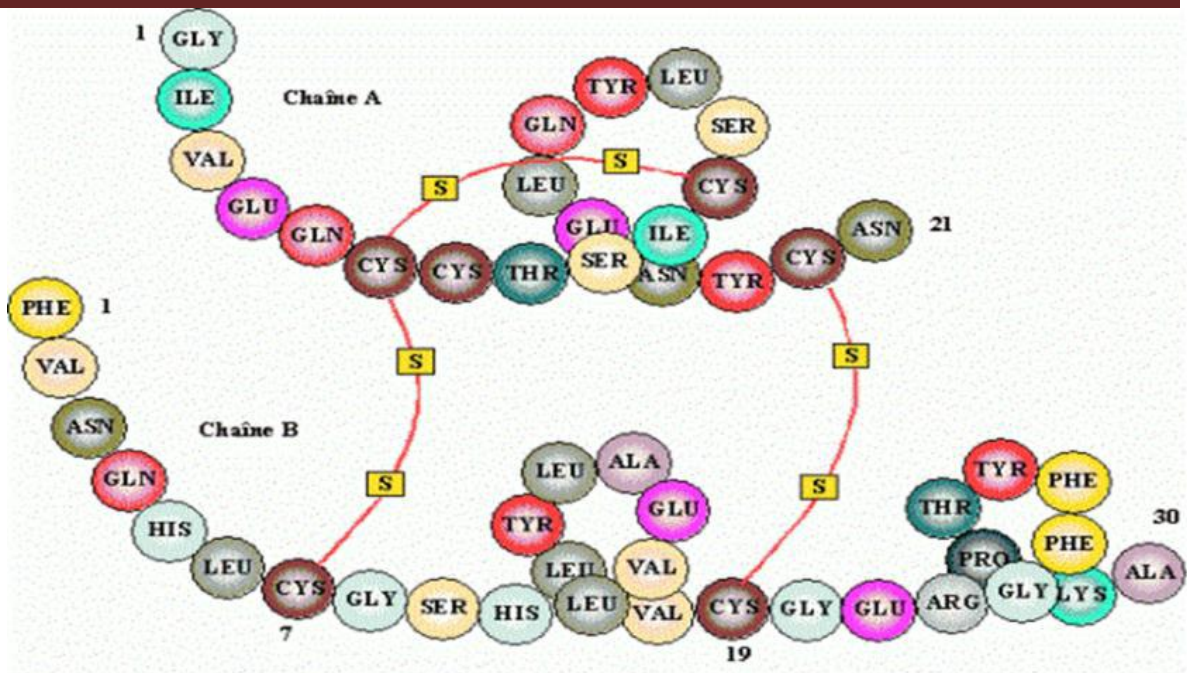 1
GLY
ILE
Chaîne A
VAL
GLU
GLN
CYS
CYS
THR
SER
ILE
CYS
SER
LEU
TYR
GLN
LEU
GLU
ASN
TYR
CYS
ASN
21
S
S
S
S
S
S
PHE
1
VAL
ASN
Chaîne B
GLN
HIS
LEU
CYS
7
GLY
SER
HIS
LEU
VAL
GLU
ALA
LEU
TYR
LEU
VAL
CYS
19
GLY
GLU
ARG
GLY
PHE
PHE
TYR
THR
PRO
LYS
ALA
30